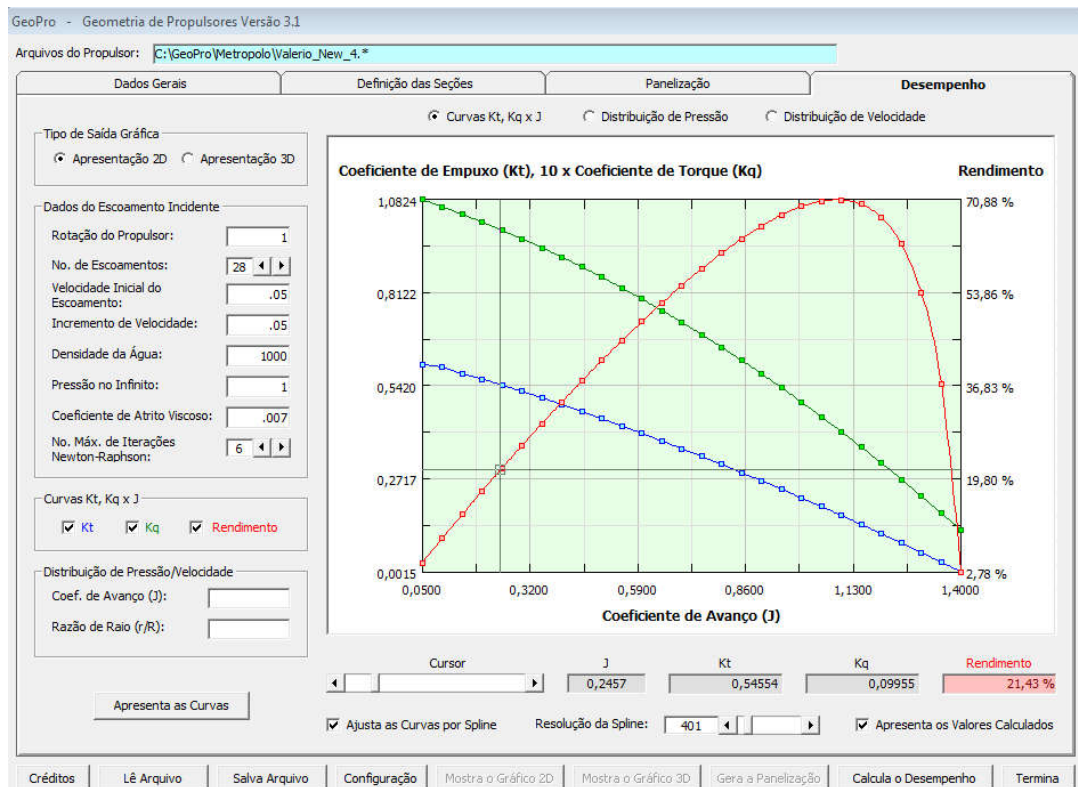 GeoPro - Geometria de Propulsores Versão 3.1
Arquivos do Propulsor: C:\GeoPro\Metropolo\Valerio_New_4.*
Dados Gerais Definição das Seções Panelização Desempenho
Curvas Kt, Kq x J Distribuição de Pressão Distribuição de Velocidade
Tipo de Saída Gráfica
Apresentação 2D Apresentação 3D
Dados do Escoamento Incidente
Rotação do Propulsor: 1
No. de Escoamentos: 28
Velocidade Inicial do
Escoamento: .05
Incremento de Velocidade: .05
Densidade da Água: 1000
Pressão no Infinito: 1
Coeficiente de Atrito Viscoso: .007
No. Máx. de Iterações
Newton-Raphson: 6
Curvas Kt, Kq x J
Kt Kq Rendimento
Distribuição de Pressão/Velocidade
Coef. de Avanço (J):
Razão de Raio (r/R):
Apresenta as Curvas
Coeficiente de Empuxo (Kt), 10 x Coeficiente de Torque (Kq) Rendimento
1,0824 70,88 %
0,8122 53,86 %
0,5420 36,83 %
0,2717 19,80 %
0,0015 2,78 %
0,0500 0,3200 0,5900 0,8600 1,1300 1,4000
Coeficiente de Avanço (J)
Cursor J Kt Kq Rendimento
0,2457 0,54554 0,09955 21,43 %
Ajusta as Curvas por Spline Resolução da Spline: 401 Apresenta os Valores Calculados
Créditos Lê Arquivo Salva Arquivo Configuração Mostra o Gráfico 2D Mostra o Gráfico 3D Gera a Panelização Calcula o Desempenho Termina